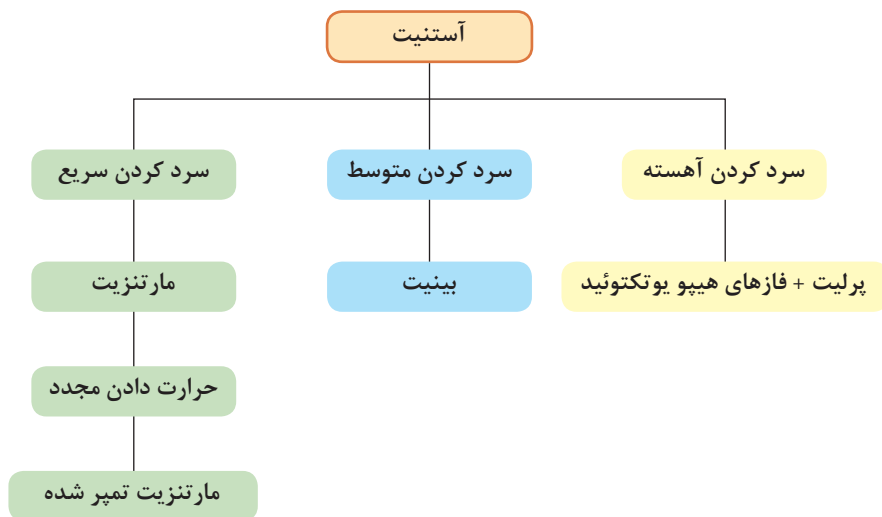 آستنیت
سرد کردن آهسته
سرد کردن متوسط
سرد کردن سریع
پرلیت + فازهای هیپو یوتکتوئید
بینیت
مارتنزیت
حرارت دادن مجدد
مارتنزیت تمپر شده